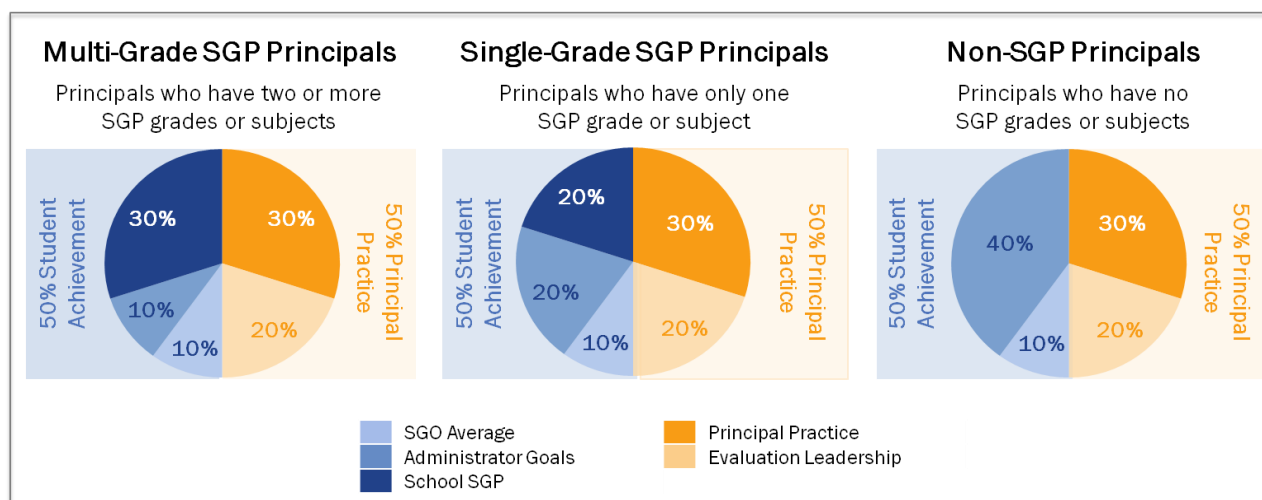 Multi-Grade SGP Principals
Principals who have two or more
SGP grades or subjects
50% Student
Achievement
30%
30%
10%
10%
20%
50% Principal
Practice
Single-Grade SGP Principals
Principals who have only one
SGP grade or subject
50% Student
Achievement
20%
30%
20%
10%
20%
50% Principal
Practice
Non-SGP Principals
Principals who have no
SGP grades or subjects
50% Student
Achievement
40%
30%
10%
20%
50% Principal
Practice
SGO Average
Administrator Goals
School SGP
Principal Practice
Evaluation Leadership